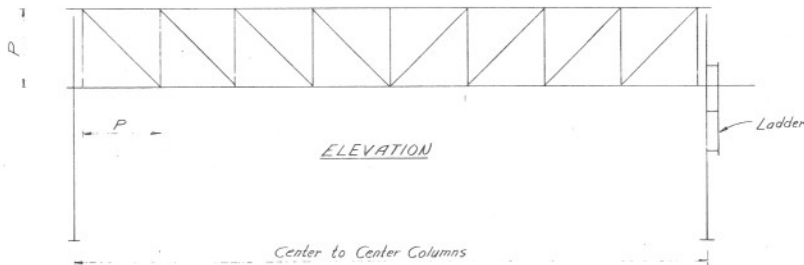 P
P
Ladder
ELEVATION
Center to Center Columns